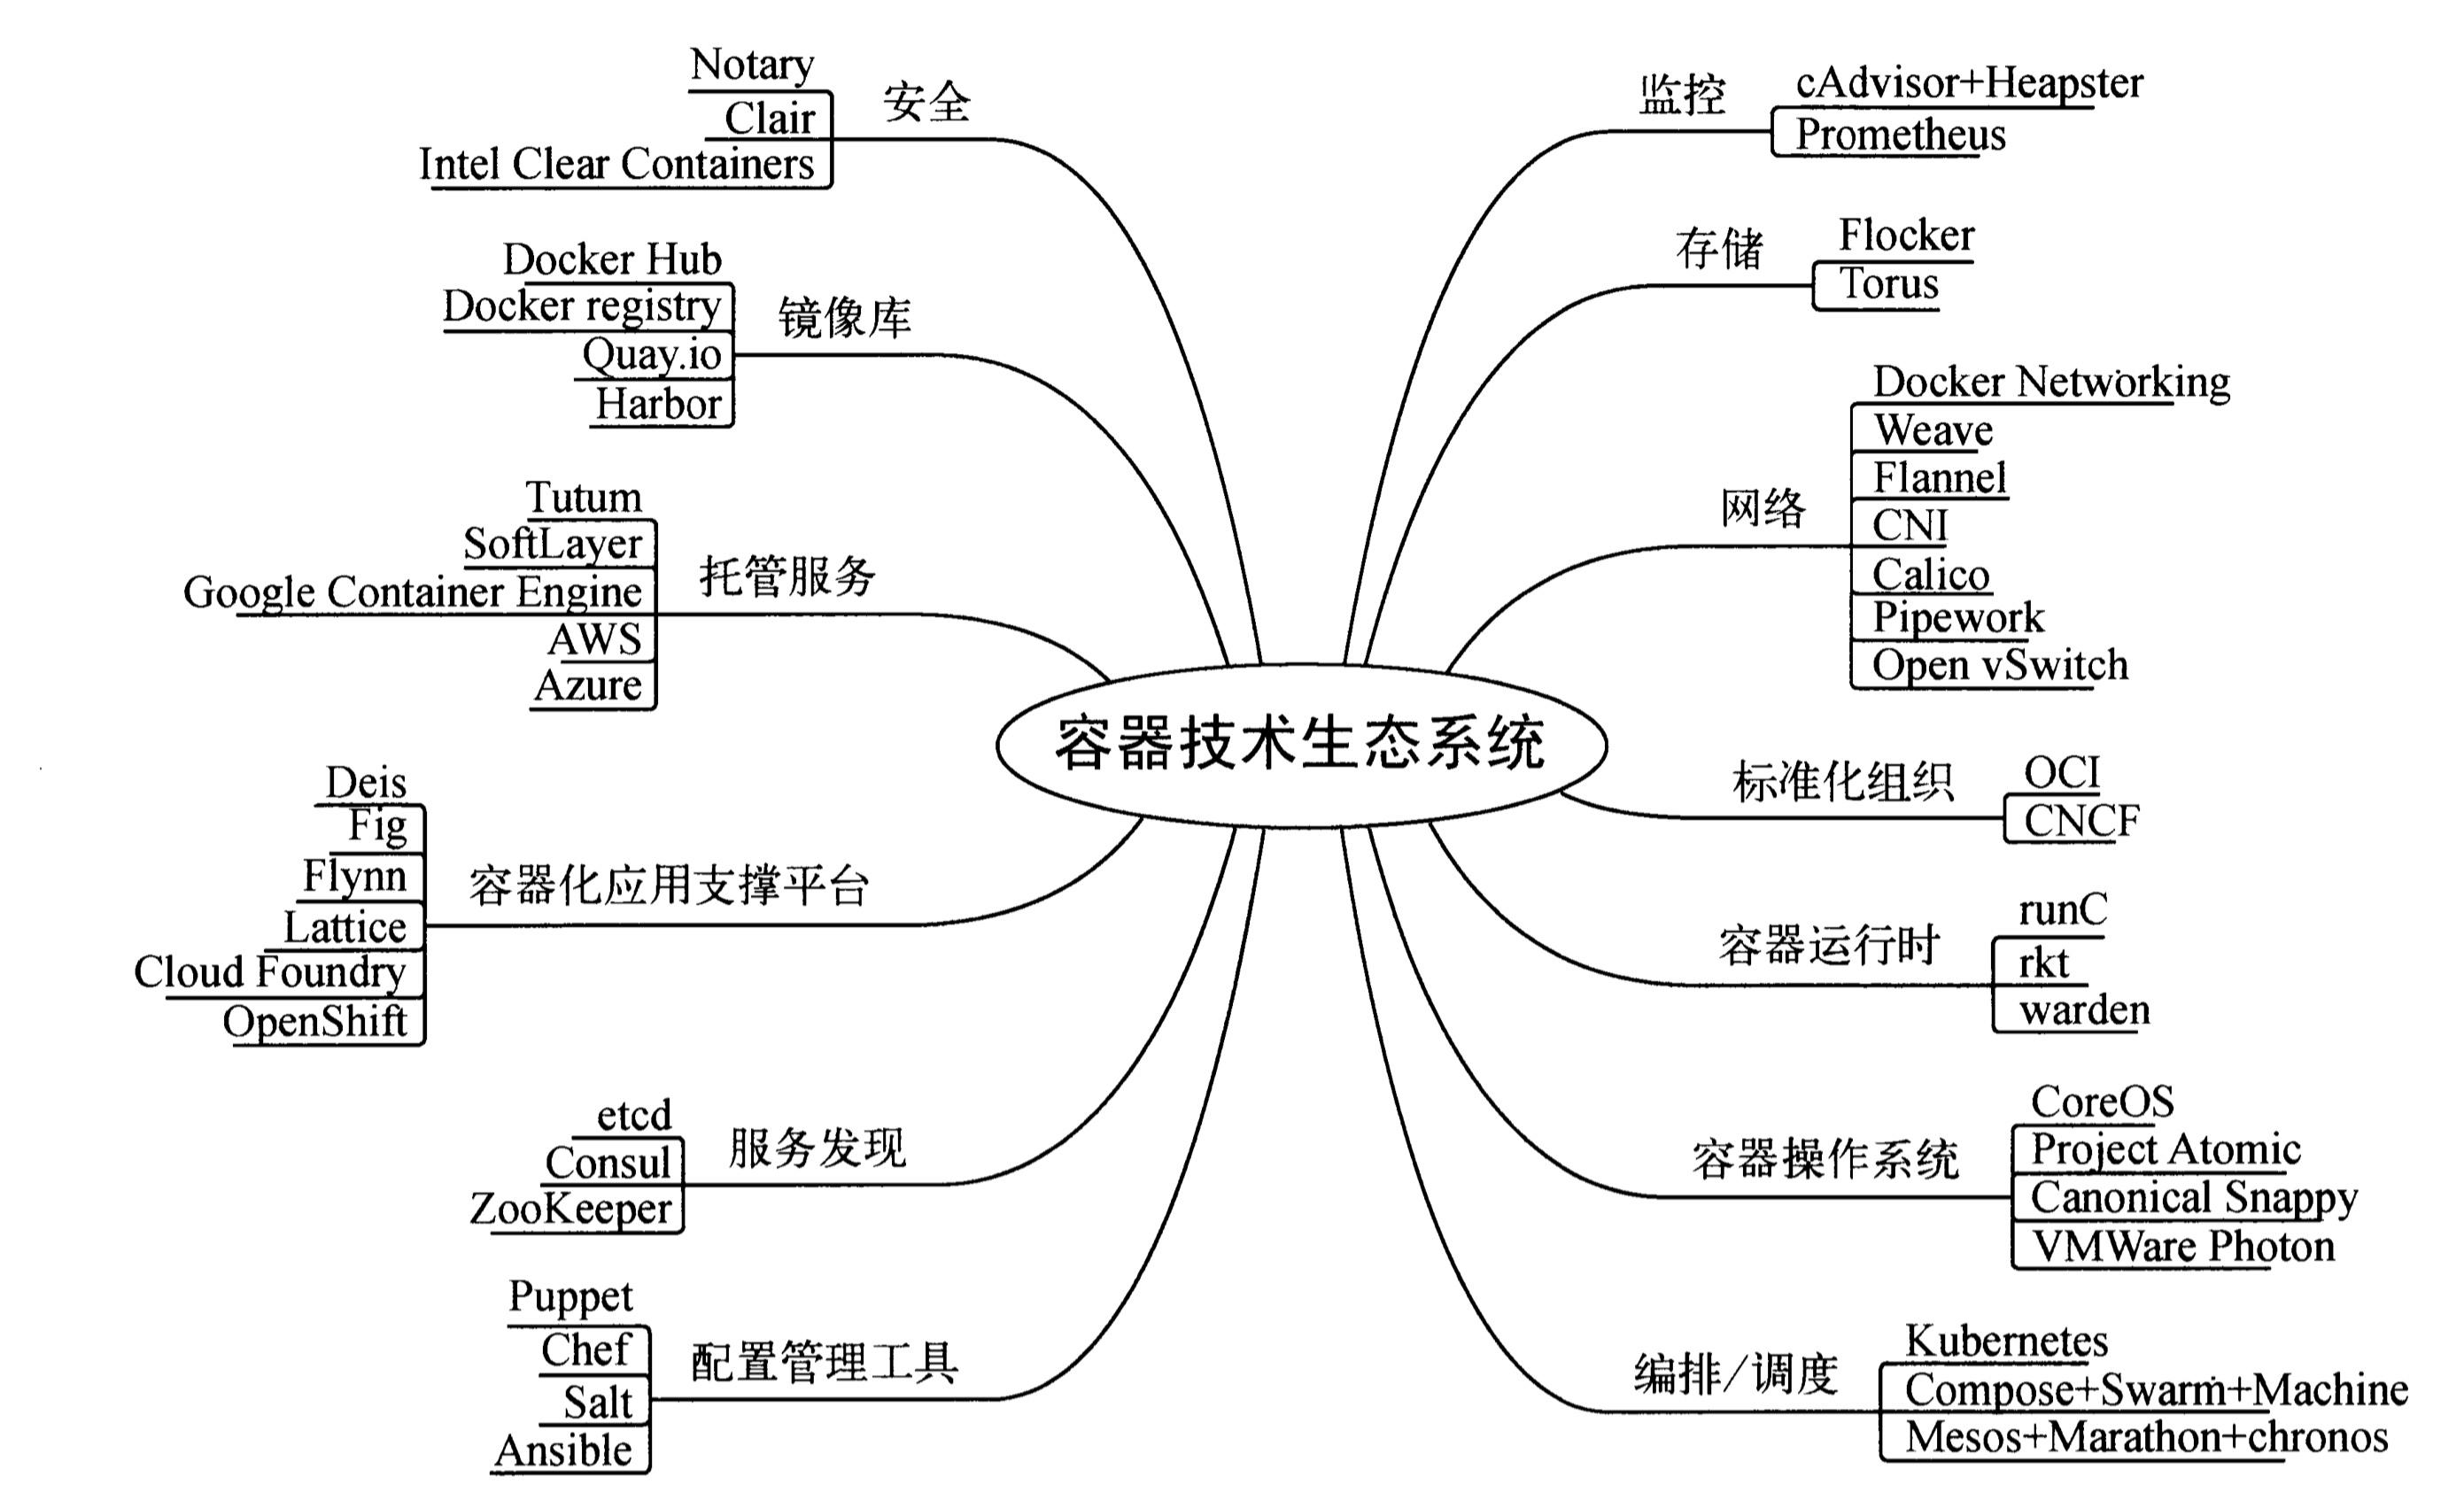 容器技术生态系统
安全
Notary
Clair
Intel Clear Containers
镜像库
Docker Hub
Docker registry
Quay.io
Harbor
托管服务
Tutum
SoftLayer
Google Container Engine
AWS
Azure
容器化应用支撑平台
Deis
Fig
Flynn
Lattice
Cloud Foundry
OpenShift
服务发现
etcd
Consul
ZooKeeper
配置管理工具
Puppet
Chef
Salt
Ansible
监控
cAdvisor+Heapster
Prometheus
存储
Flocker
Torus
网络
Docker Networking
Weave
Flannel
CNI
Calico
Pipework
Open vSwitch
标准化组织
OCI
CNCF
容器运行时
runC
rkt
warden
容器操作系统
CoreOS
Project Atomic
Canonical Snappy
VMWare Photon
编排/调度
Kubernetes
Compose+Swarm+Machine
Mesos+Marathon+chronos